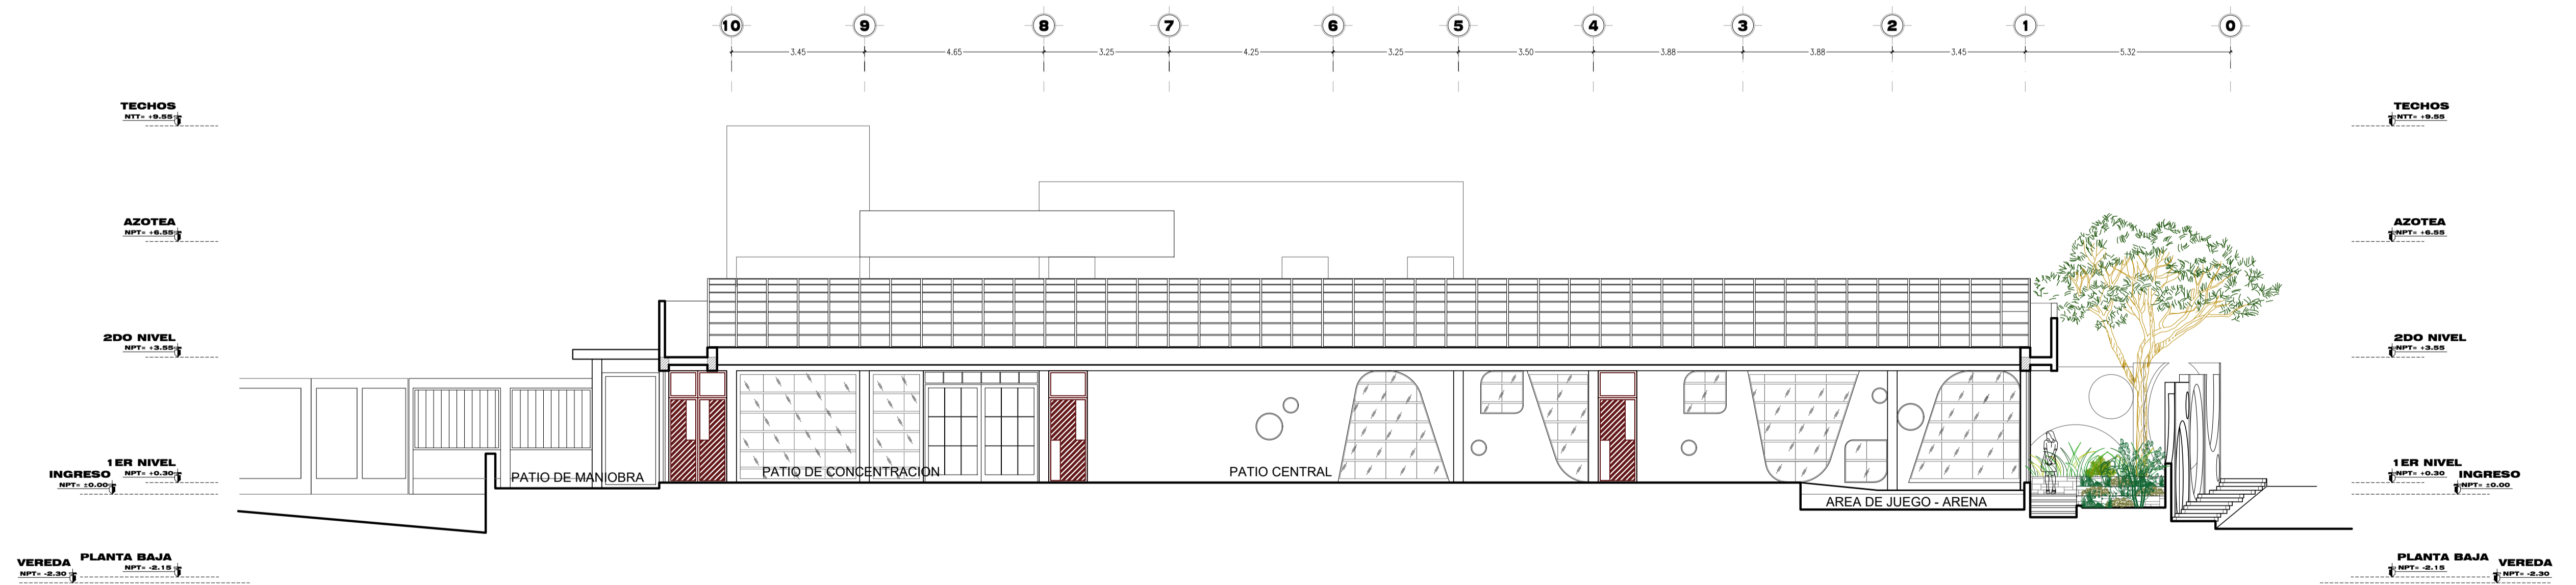 10 9 8 7 6 5 4 3 2 1 0
3.45 4.65 3.25 4.25 3.25 3.50 3.88 3.88 3.45 5.32
TECHOS
NTT= +9.55
TECHOS
NTT= +9.55
AZOTEA
NPT= +6.55
AZOTEA
NPT= +6.55
2DO NIVEL
NPT= +3.55
2DO NIVEL
NPT= +3.55
1ER NIVEL
NPT= +0.30
INGRESO
NPT= ±0.00
PATIO DE MANIOBRA
PATIO DE CONCENTRACION
PATIO CENTRAL
AREA DE JUEGO - ARENA
1ER NIVEL
NPT= +0.30
INGRESO
NPT= ±0.00
PLANTA BAJA
NPT= -2.15
VEREDA
NPT= -2.30
PLANTA BAJA
NPT= -2.15
VEREDA
NPT= -2.30